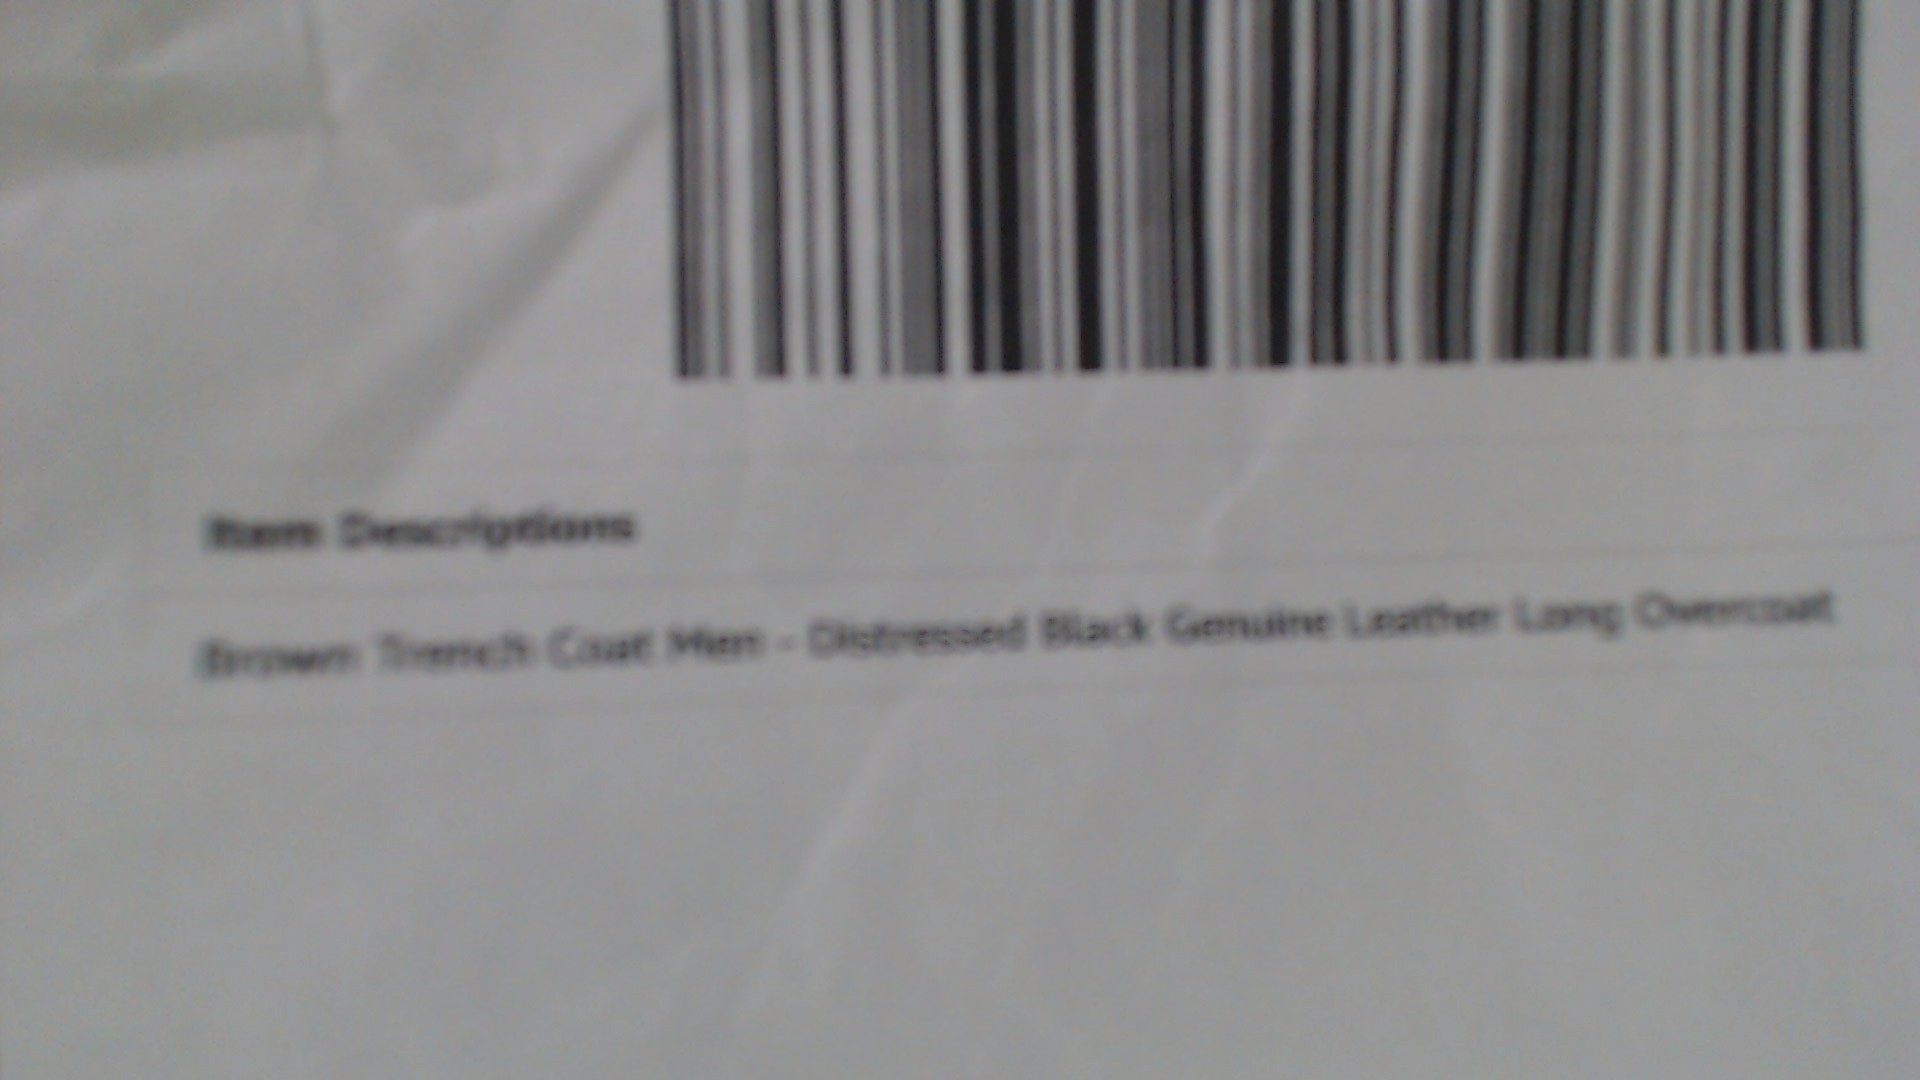 Item Descriptions
Brown Trench Coat Men - Distressed Black Genuine Leather Long Overcoat